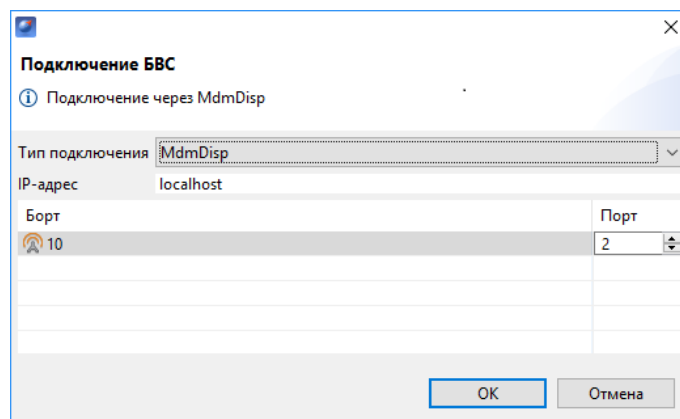 Подключение БВС
Подключение через MdmDisp
Тип подключения MdmDisp
IP-адрес localhost
Борт Порт
10 2
OK Отмена